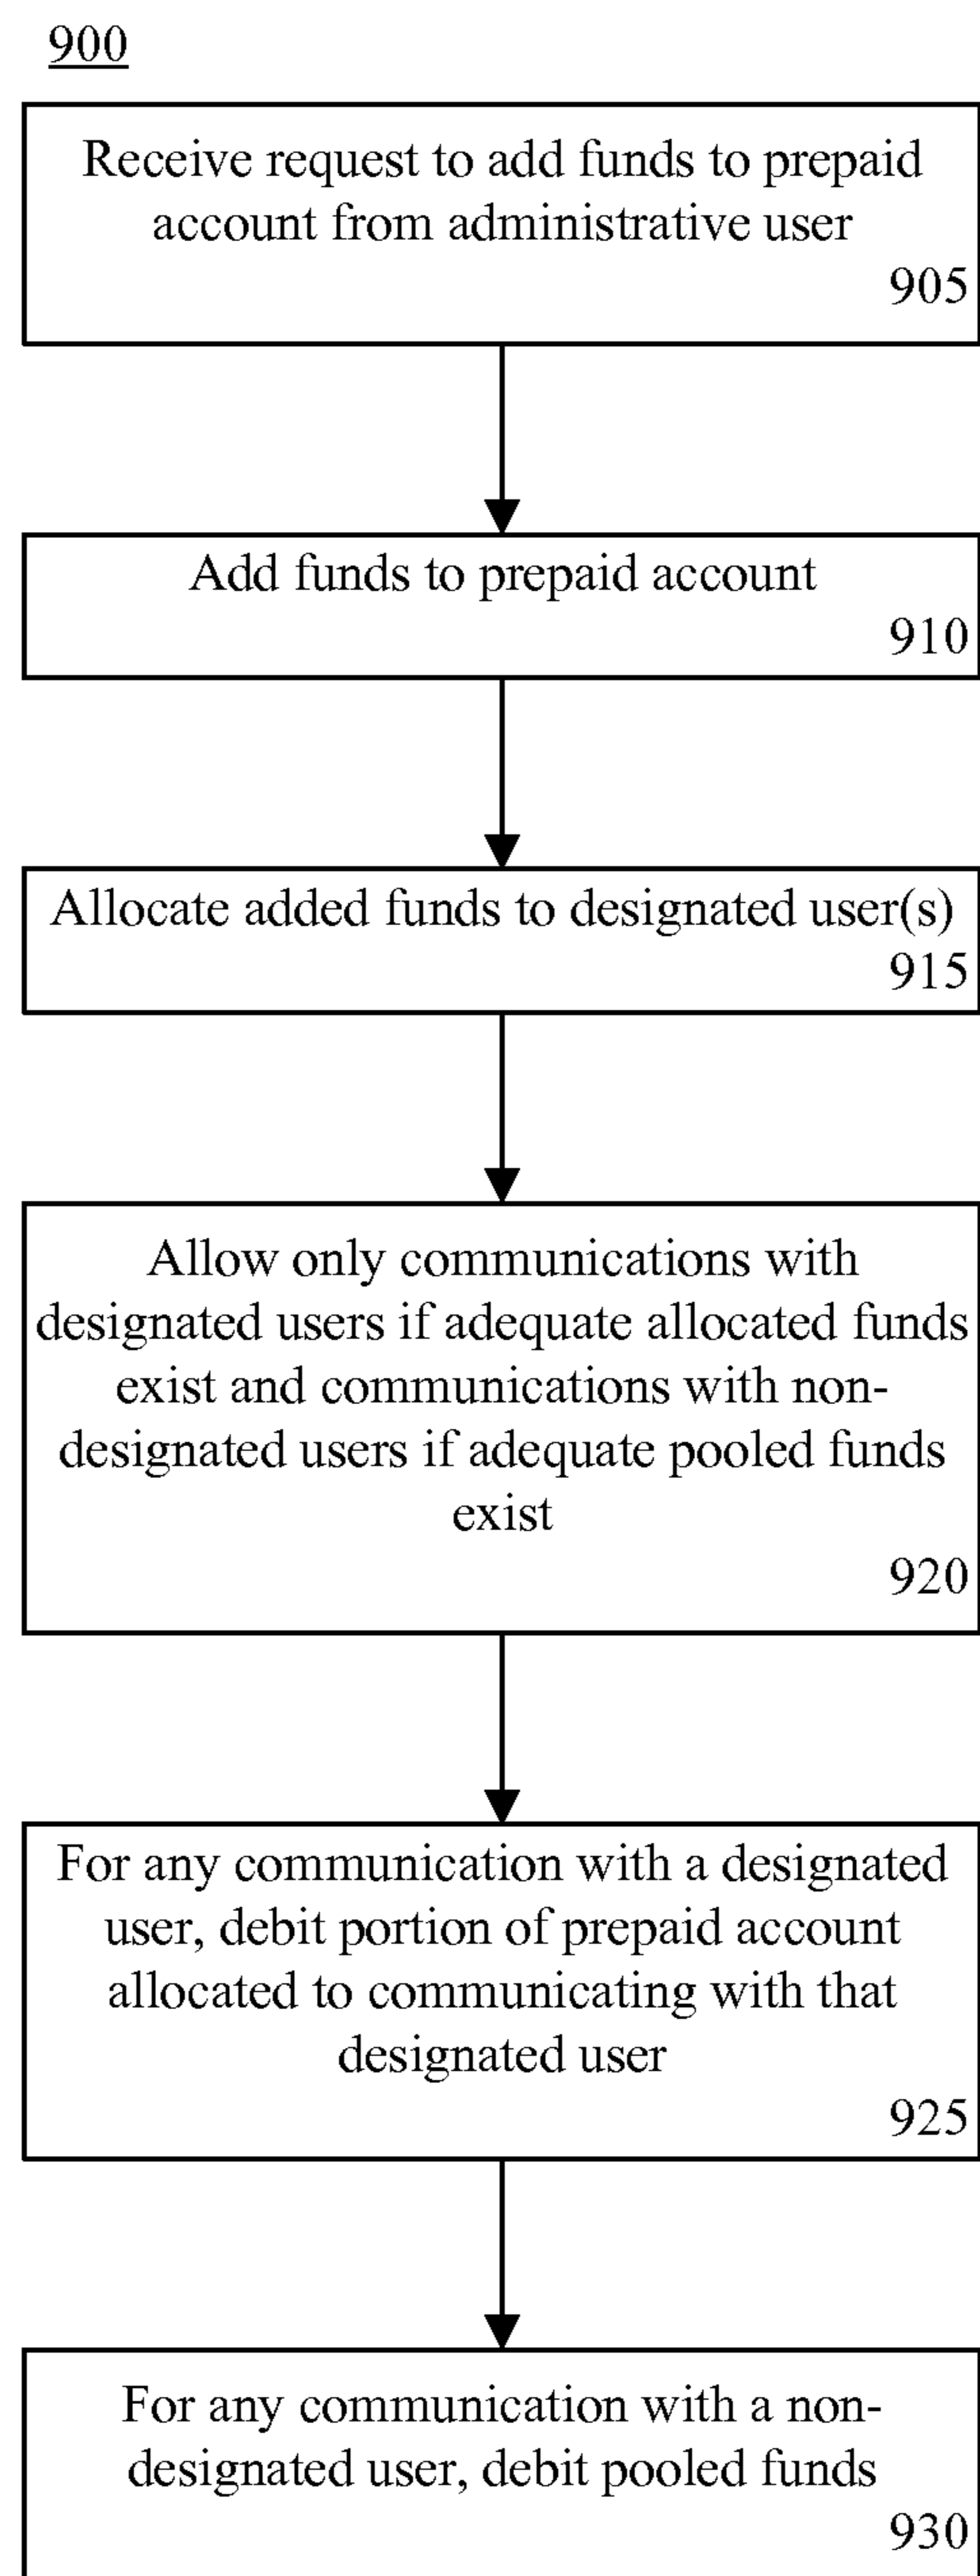 900
Receive request to add funds to prepaid
account from administrative user
905
Add funds to prepaid account
910
Allocate added funds to designated user(s)
915
Allow only communications with
designated users if adequate allocated funds
exist and communications with non-
designated users if adequate pooled funds
exist
920
For any communication with a designated
user, debit portion of prepaid account
allocated to communicating with that
designated user
925
For any communication with a non-
designated user, debit pooled funds
930